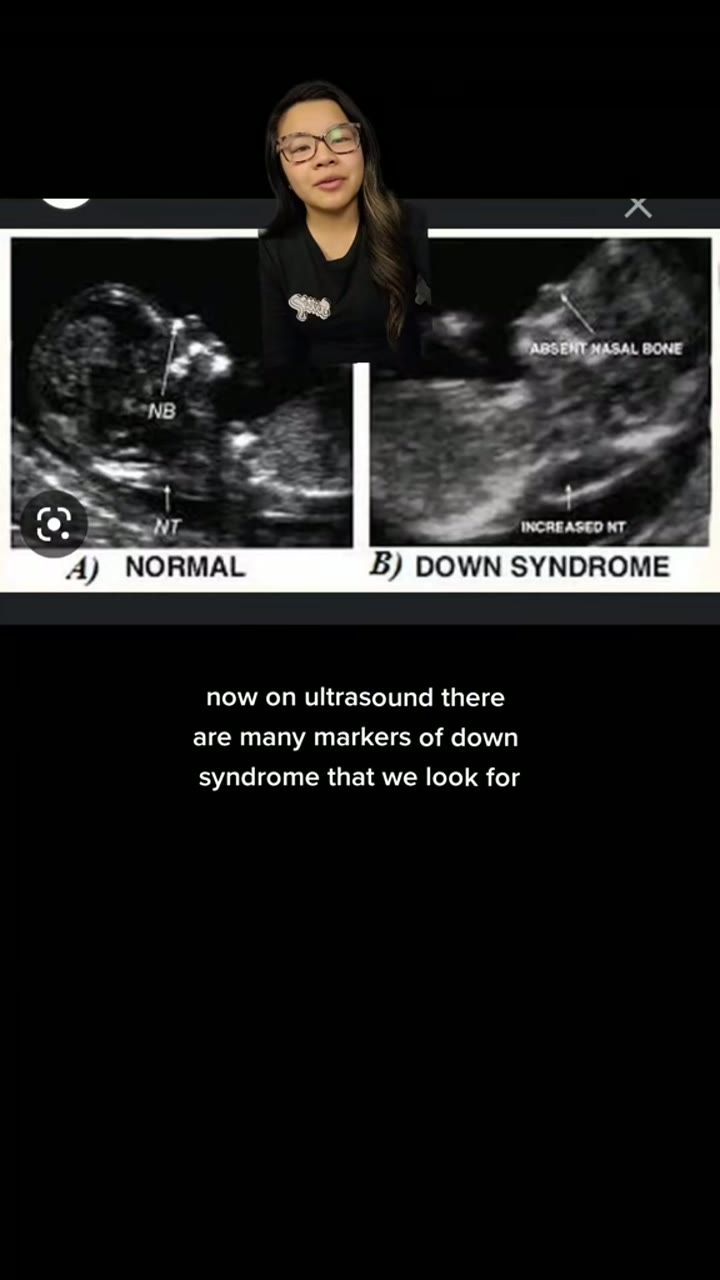 ABSENT NASAL BONE
NB
NT
INCREASED NT
A) NORMAL
B) DOWN SYNDROME
now on ultrasound there
are many markers of down
syndrome that we look for